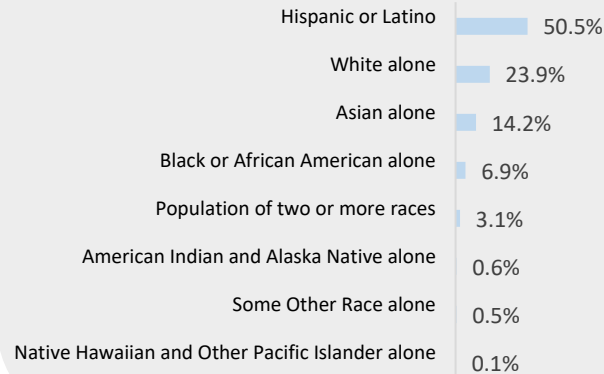 Hispanic or Latino 50.5%
White alone 23.9%
Asian alone 14.2%
Black or African American alone 6.9%
Population of two or more races 3.1%
American Indian and Alaska Native alone 0.6%
Some Other Race alone 0.5%
Native Hawaiian and Other Pacific Islander alone 0.1%